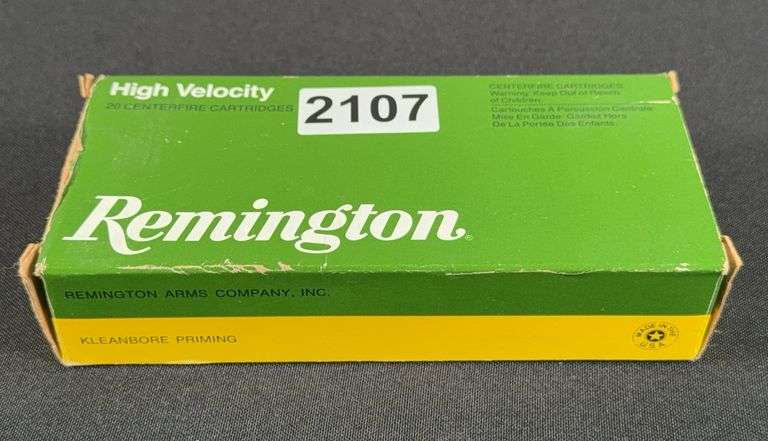 High Velocity
20 CENTERFIRE CARTRIDGES
2107
CENTERFIRE CARTRIDGES
Warning: Keep Out of Reach
of Children.
Cartouches À Percussion Centrale
Mise En Garde: Gardez Hors
De La Portée Des Enfants.
Remington®
REMINGTON ARMS COMPANY, INC.
KLEANBORE PRIMING
MADE IN THE
U.S.A.